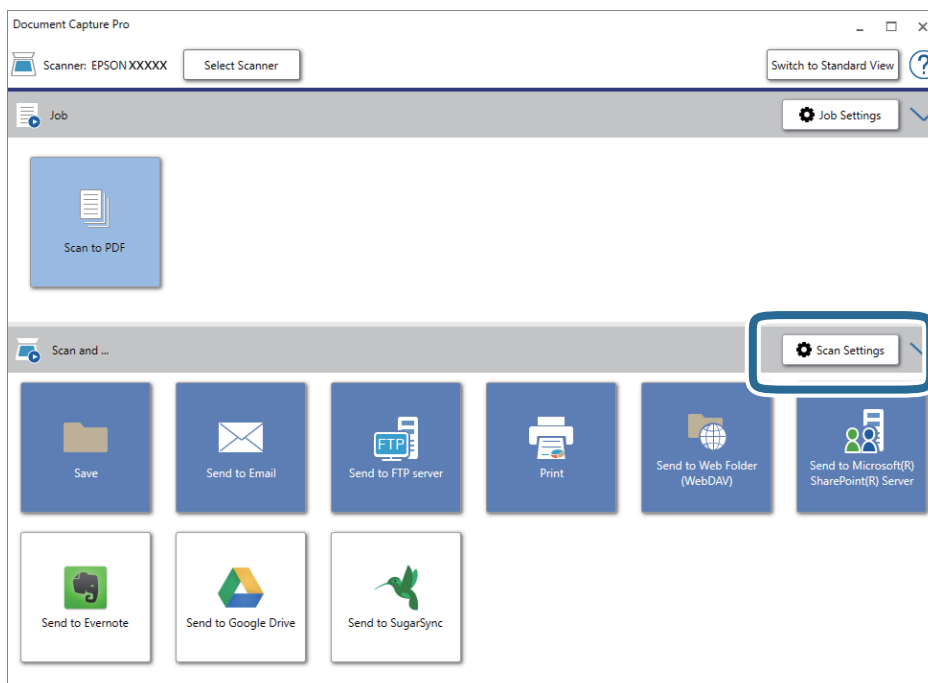 Document Capture Pro
Scanner: EPSON XXXXX
Select Scanner
Switch to Standard View
?
Job
Job Settings
Scan to PDF
Scan and ...
Scan Settings
Save
Send to Email
FTP
Send to FTP server
Print
Send to Web Folder
(WebDAV)
Send to Microsoft(R)
SharePoint(R) Server
Send to Evernote
Send to Google Drive
Send to SugarSync